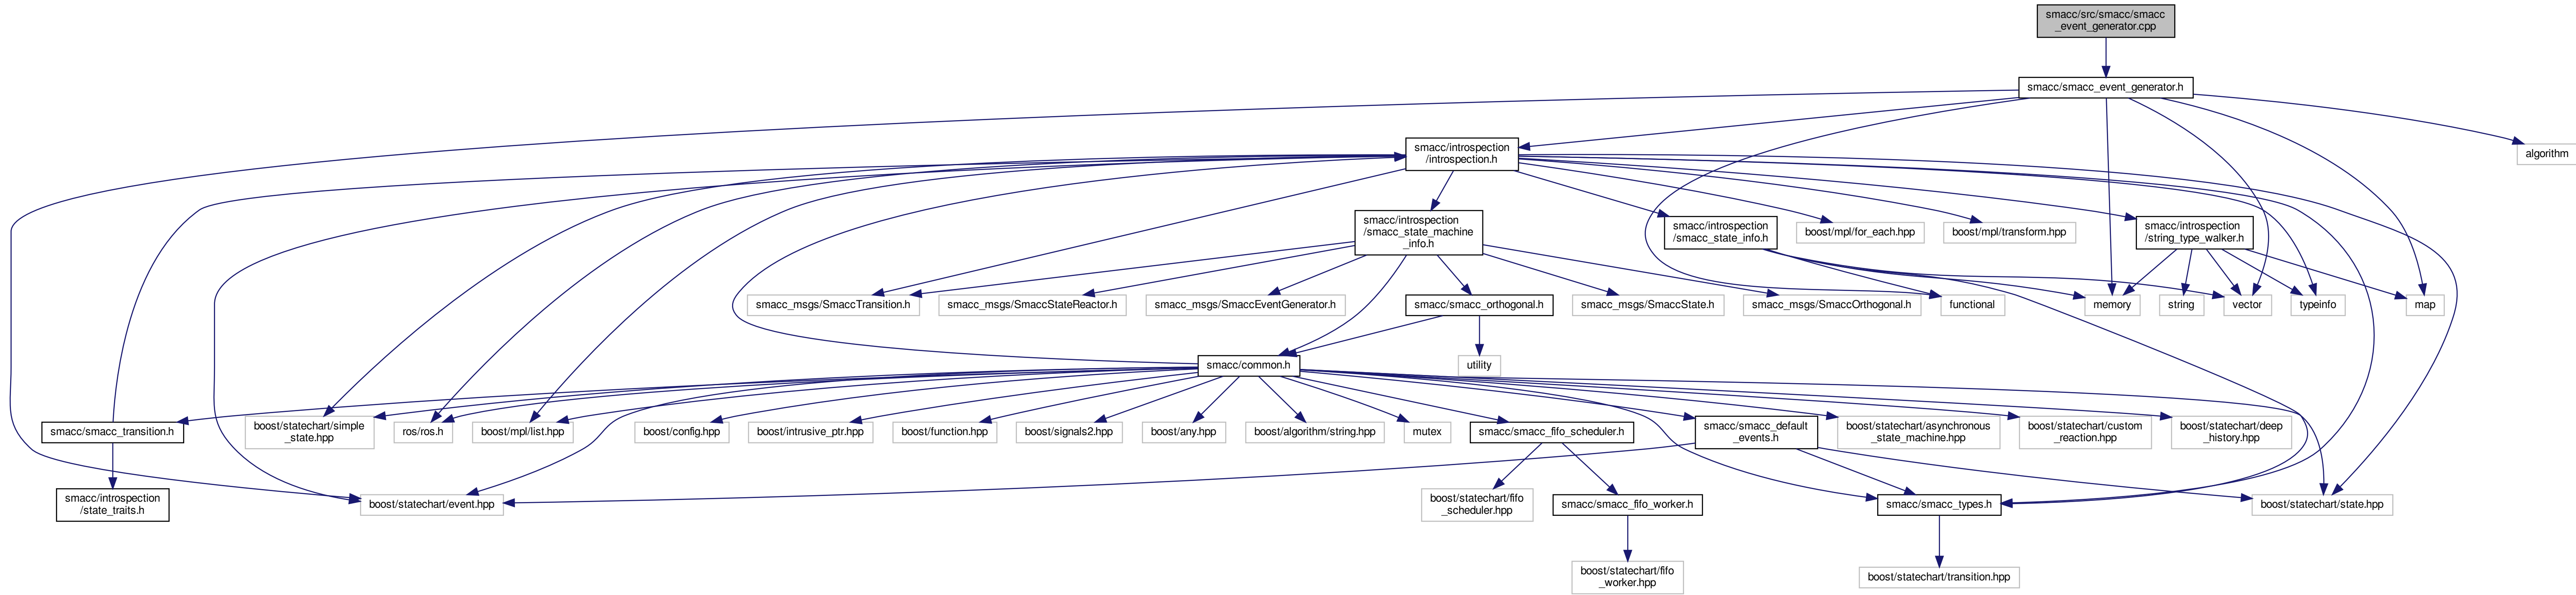 smacc/src/smacc/smacc
_event_generator.cpp
smacc/smacc_event_generator.h
smacc/introspection
/introspection.h
algorithm
smacc/introspection
/smacc_state_machine
_info.h
smacc/introspection
/smacc_state_info.h
boost/mpl/for_each.hpp
boost/mpl/transform.hpp
smacc/introspection
/string_type_walker.h
smacc_msgs/SmaccTransition.h
smacc_msgs/SmaccStateReactor.h
smacc_msgs/SmaccEventGenerator.h
smacc/smacc_orthogonal.h
smacc_msgs/SmaccState.h
smacc_msgs/SmaccOrthogonal.h
functional
memory
string
vector
typeinfo
map
smacc/common.h
utility
smacc/smacc_transition.h
boost/statechart/simple
_state.hpp
ros/ros.h
boost/mpl/list.hpp
boost/config.hpp
boost/intrusive_ptr.hpp
boost/function.hpp
boost/signals2.hpp
boost/any.hpp
boost/algorithm/string.hpp
mutex
smacc/smacc_fifo_scheduler.h
smacc/smacc_default
_events.h
boost/statechart/asynchronous
_state_machine.hpp
boost/statechart/custom
_reaction.hpp
boost/statechart/deep
_history.hpp
smacc/introspection
/state_traits.h
boost/statechart/event.hpp
boost/statechart/fifo
_scheduler.hpp
smacc/smacc_fifo_worker.h
smacc/smacc_types.h
boost/statechart/state.hpp
boost/statechart/fifo
_worker.hpp
boost/statechart/transition.hpp